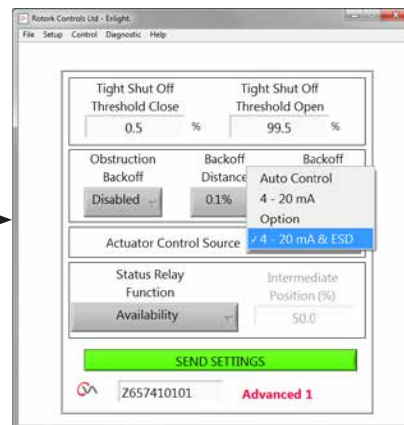 Rotork Controls Ltd - Enlight.
File Setup Control Diagnostic Help
Tight Shut Off Tight Shut Off
Threshold Close Threshold Open
0.5 % 99.5 %
Obstruction Backoff Backoff
Backoff Distance
Disabled 0.1%
Auto Control
4 - 20 mA
Option
✓4 - 20 mA & ESD
Actuator Control Source
Status Relay Intermediate
Function Position (%)
Availability 50.0
SEND SETTINGS
Z657410101 Advanced 1